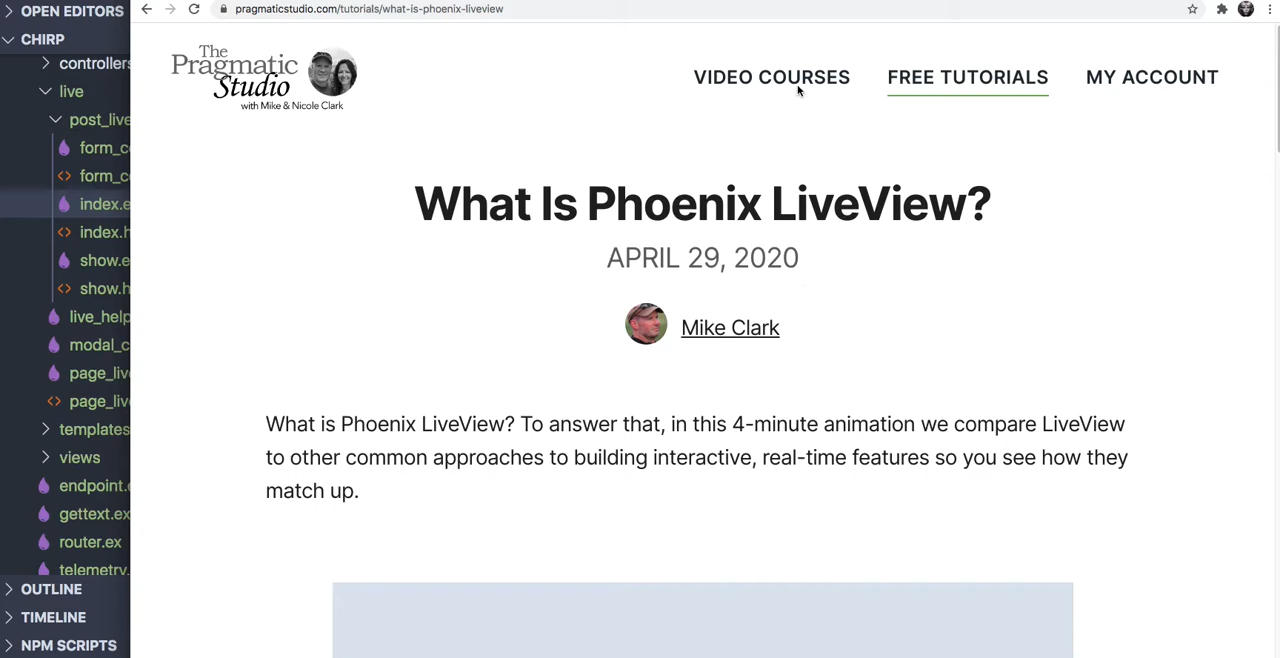 OPEN EDITORS
CHIRP
controllers
live
post_live
form_c
form_c
index.e
index.h
show.e
show.h
live_help
modal_c
page_live
page_live
templates
views
endpoint.
gettext.ex
router.ex
telemetry.
OUTLINE
TIMELINE
NPM SCRIPTS
pragmaticstudio.com/tutorials/what-is-phoenix-liveview
The
Pragmatic
Studio
with Mike & Nicole Clark
VIDEO COURSES
FREE TUTORIALS
MY ACCOUNT
What Is Phoenix LiveView?
APRIL 29, 2020
Mike Clark
What is Phoenix LiveView? To answer that, in this 4-minute animation we compare LiveView
to other common approaches to building interactive, real-time features so you see how they
match up.